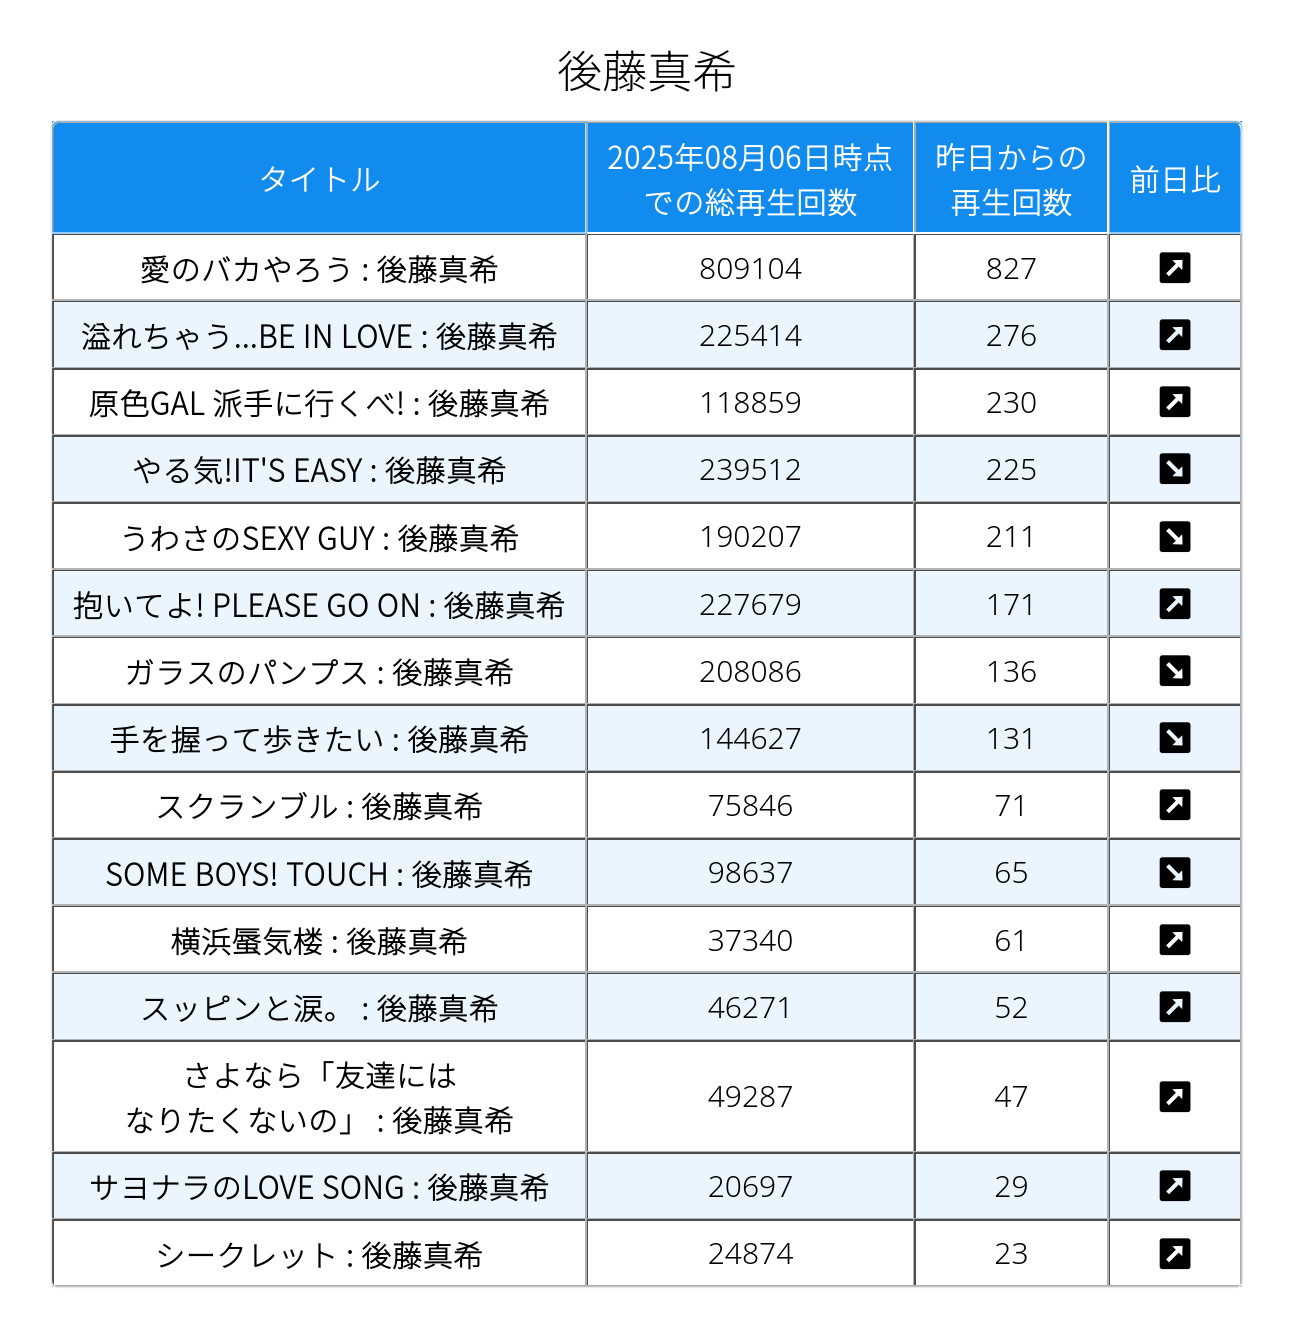 後藤真希
タイトル
2025年08月06日時点
での総再生回数
昨日からの
再生回数
前日比
愛のバカやろう : 後藤真希 809104 827
溢れちゃう...BE IN LOVE : 後藤真希 225414 276
原色GAL 派手に行くべ! : 後藤真希 118859 230
やる気!IT'S EASY : 後藤真希 239512 225
うわさのSEXY GUY : 後藤真希 190207 211
抱いてよ! PLEASE GO ON : 後藤真希 227679 171
ガラスのパンプス : 後藤真希 208086 136
手を握って歩きたい : 後藤真希 144627 131
スクランブル : 後藤真希 75846 71
SOME BOYS! TOUCH : 後藤真希 98637 65
横浜蜃気楼 : 後藤真希 37340 61
スッピンと涙。 : 後藤真希 46271 52
さよなら「友達には
なりたくないの」 : 後藤真希 49287 47
サヨナラのLOVE SONG : 後藤真希 20697 29
シークレット : 後藤真希 24874 23